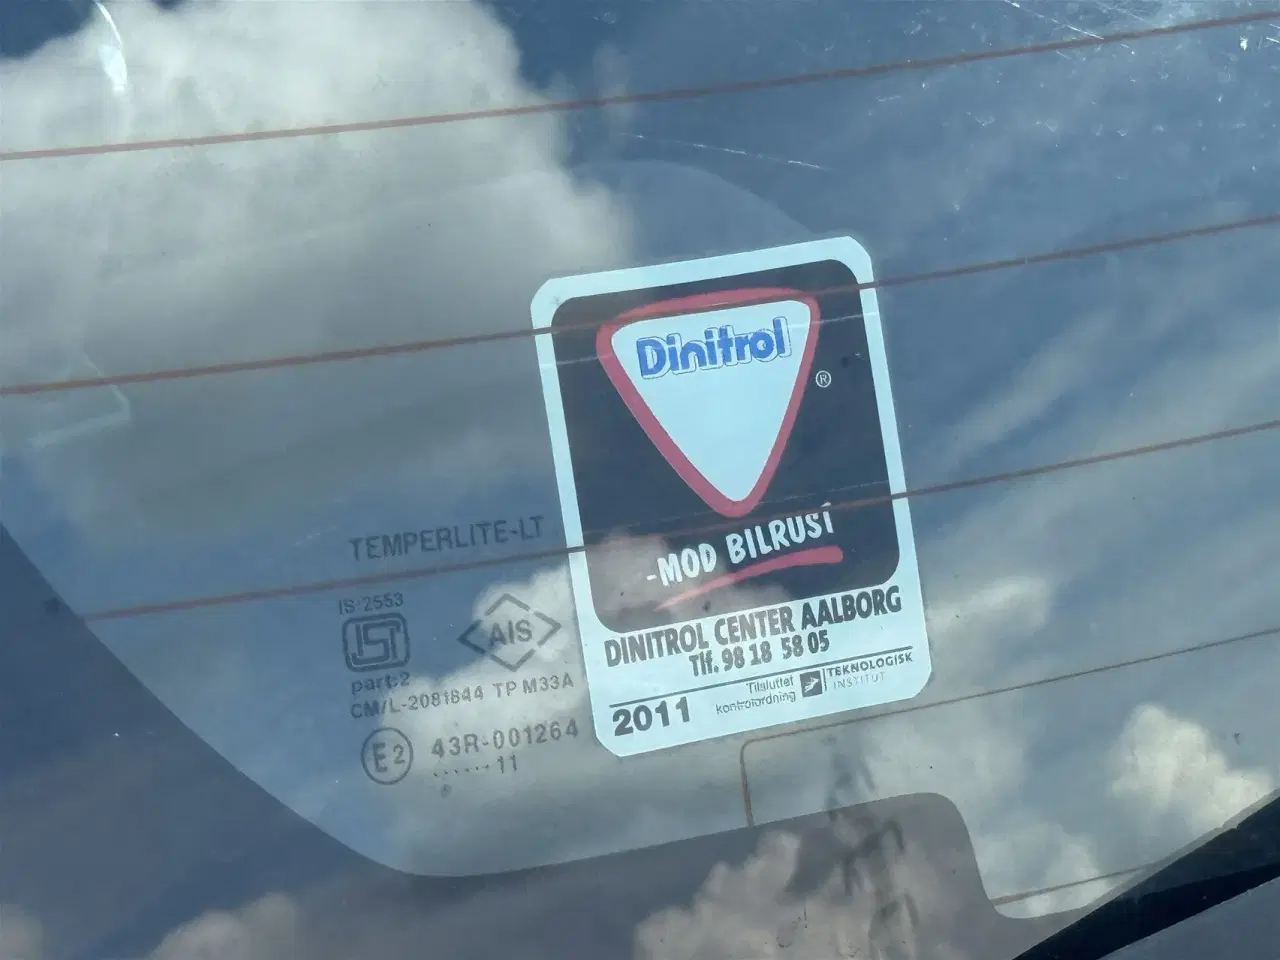 Dinitrol
®
-MOD BILRUST
DINITROL CENTER AALBORG
Tlf. 98 18 58 05
2011
Tilsluttet
kontrolordning
TEKNOLOGISK
INSTITUT
TEMPERLITE-LT
IS:2553
ISI
part:2
AIS
CM/L-2081844 TP M33A
E2
43R-001264
......11